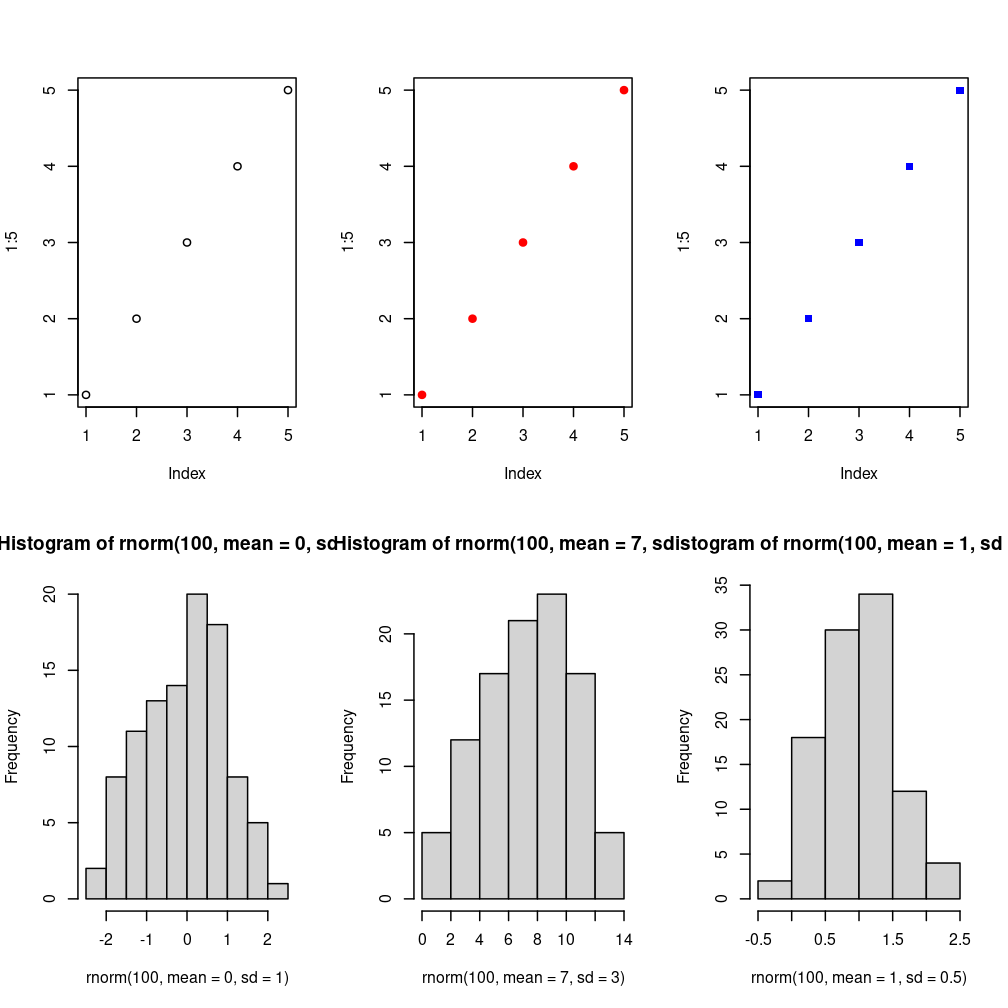 5
4
3
2
1
1:5
1 2 3 4 5
Index
5
4
3
2
1
1:5
1 2 3 4 5
Index
5
4
3
2
1
1:5
1 2 3 4 5
Index
Histogram of rnorm(100, mean = 0, sd
Histogram of rnorm(100, mean = 7, sd
istogram of rnorm(100, mean = 1, sd
20
15
10
5
0
Frequency
-2 -1 0 1 2
rnorm(100, mean = 0, sd = 1)
20
15
10
5
0
Frequency
0 2 4 6 8 10 14
rnorm(100, mean = 7, sd = 3)
35
30
25
20
15
10
5
0
Frequency
-0.5 0.5 1.5 2.5
rnorm(100, mean = 1, sd = 0.5)